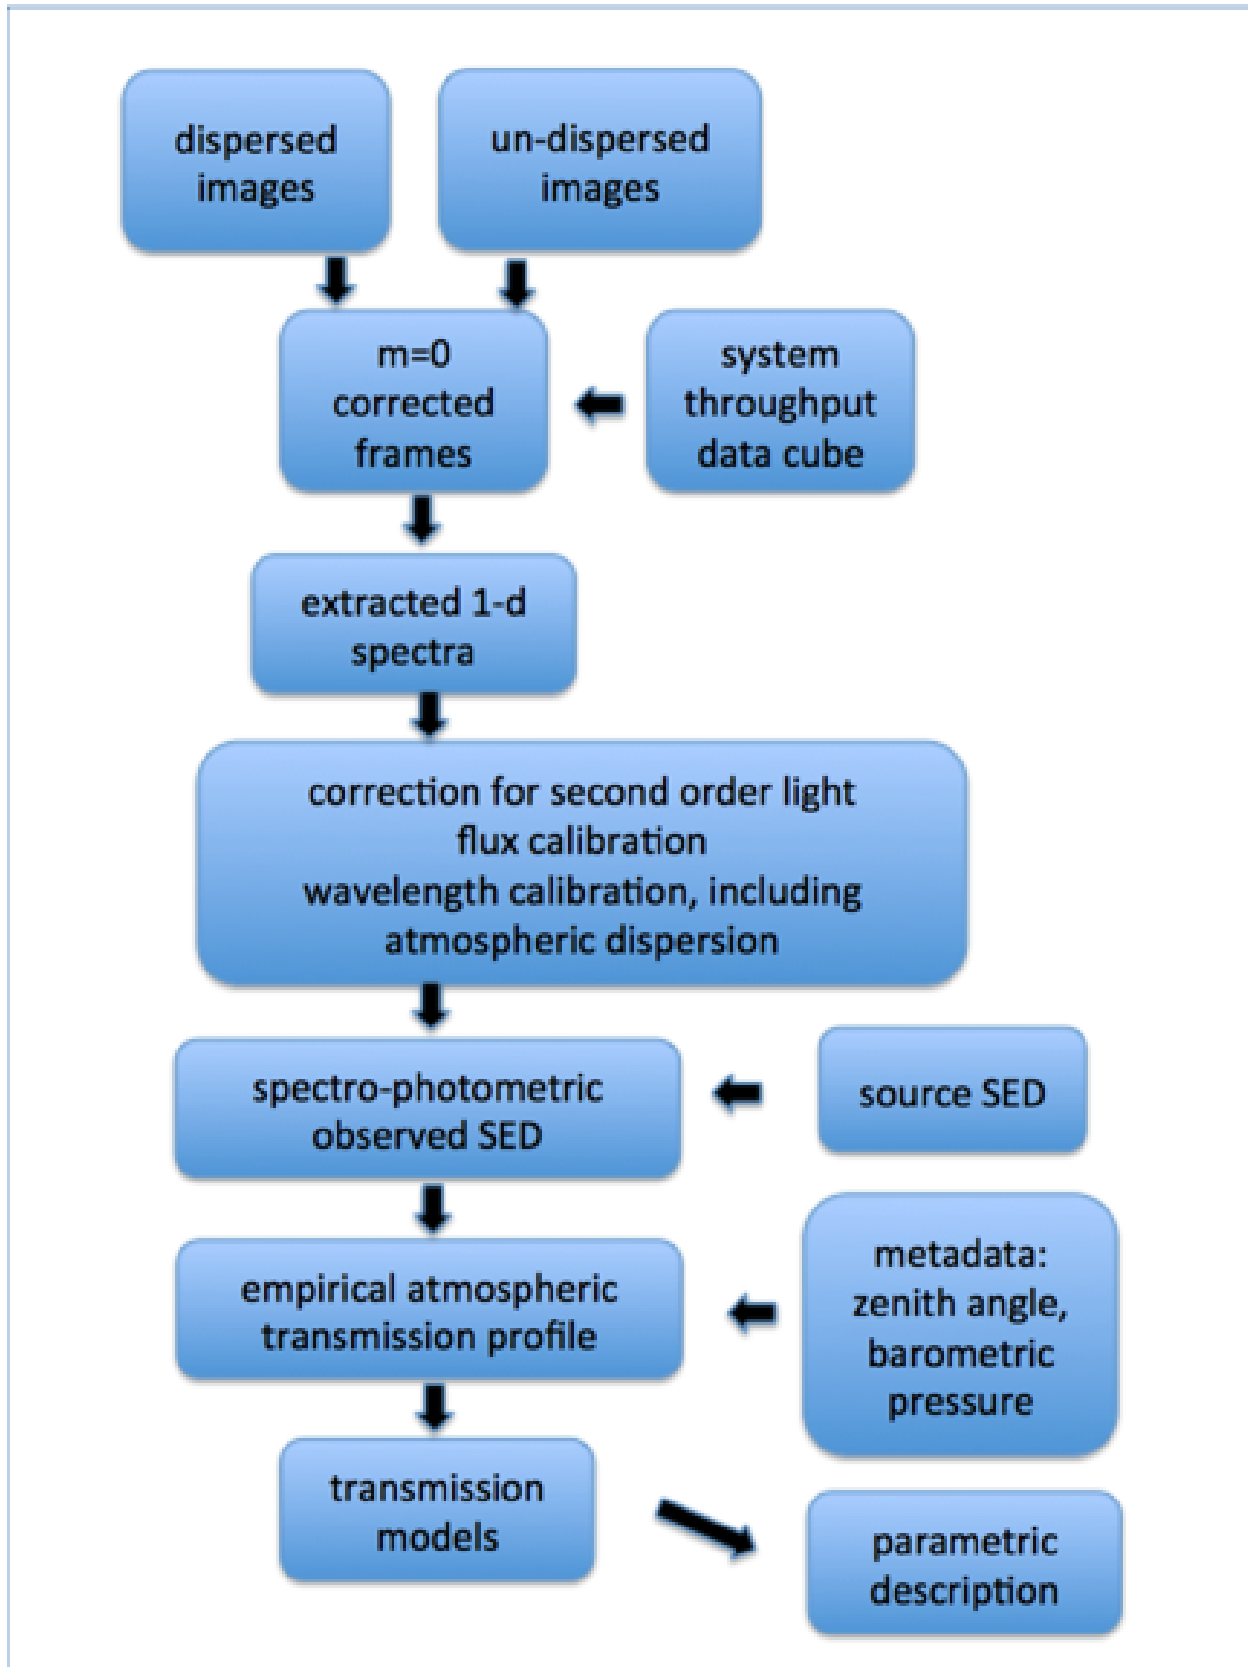 dispersed
images
un-dispersed
images
m=0
corrected
frames
system
throughput
data cube
extracted 1-d
spectra
correction for second order light
flux calibration
wavelength calibration, including
atmospheric dispersion
spectro-photometric
observed SED
source SED
empirical atmospheric
transmission profile
metadata:
zenith angle,
barometric
pressure
transmission
models
parametric
description